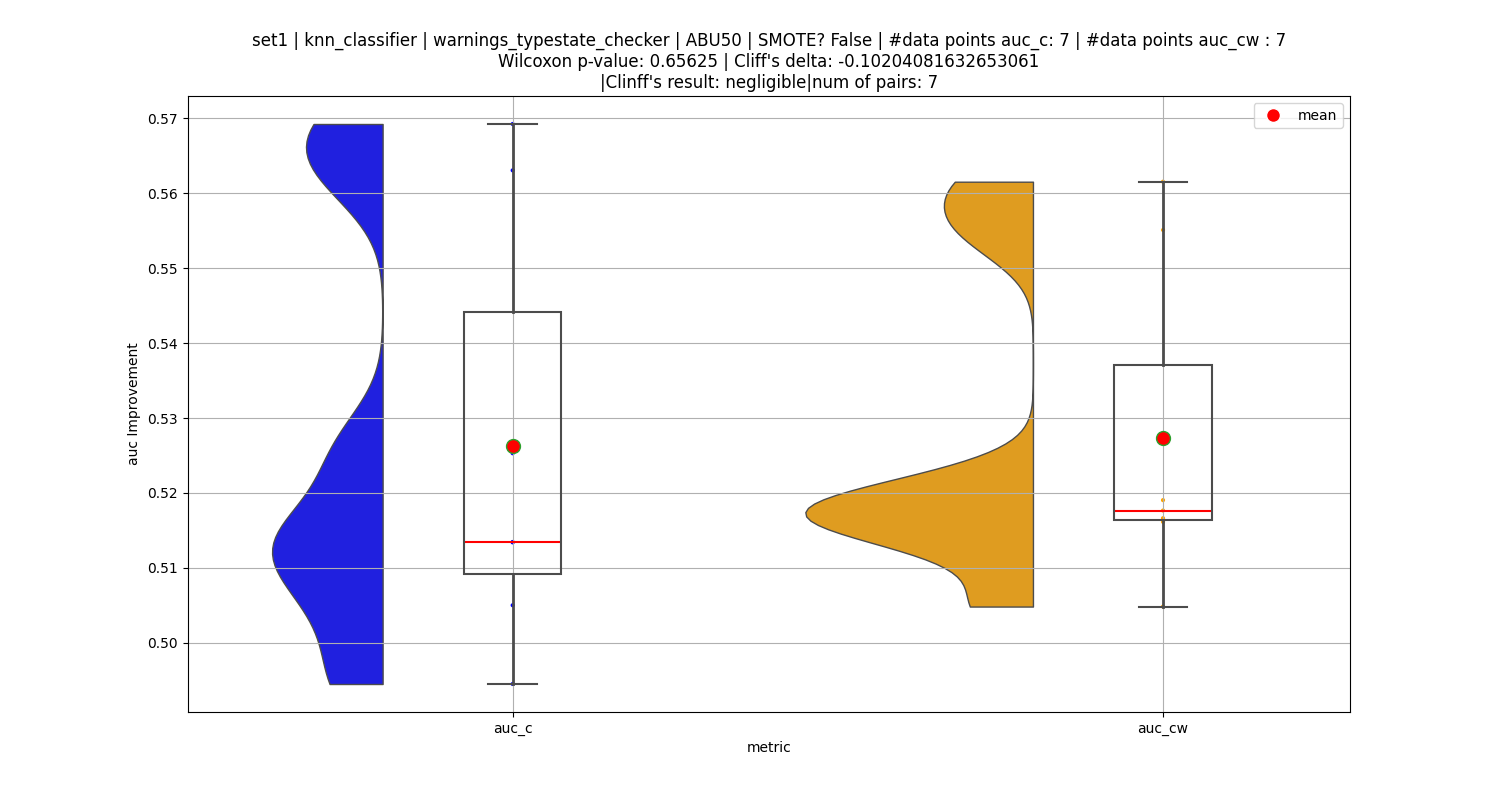 set1 | knn_classifier | warnings_typestate_checker | ABU50 | SMOTE? False | #data points auc_c: 7 | #data points auc_cw : 7
Wilcoxon p-value: 0.65625 | Cliff's delta: -0.10204081632653061
|Clinff's result: negligible|num of pairs: 7
mean
0.57
0.56
0.55
0.54
0.53
0.52
0.51
0.50
auc Improvement
auc_c
auc_cw
metric